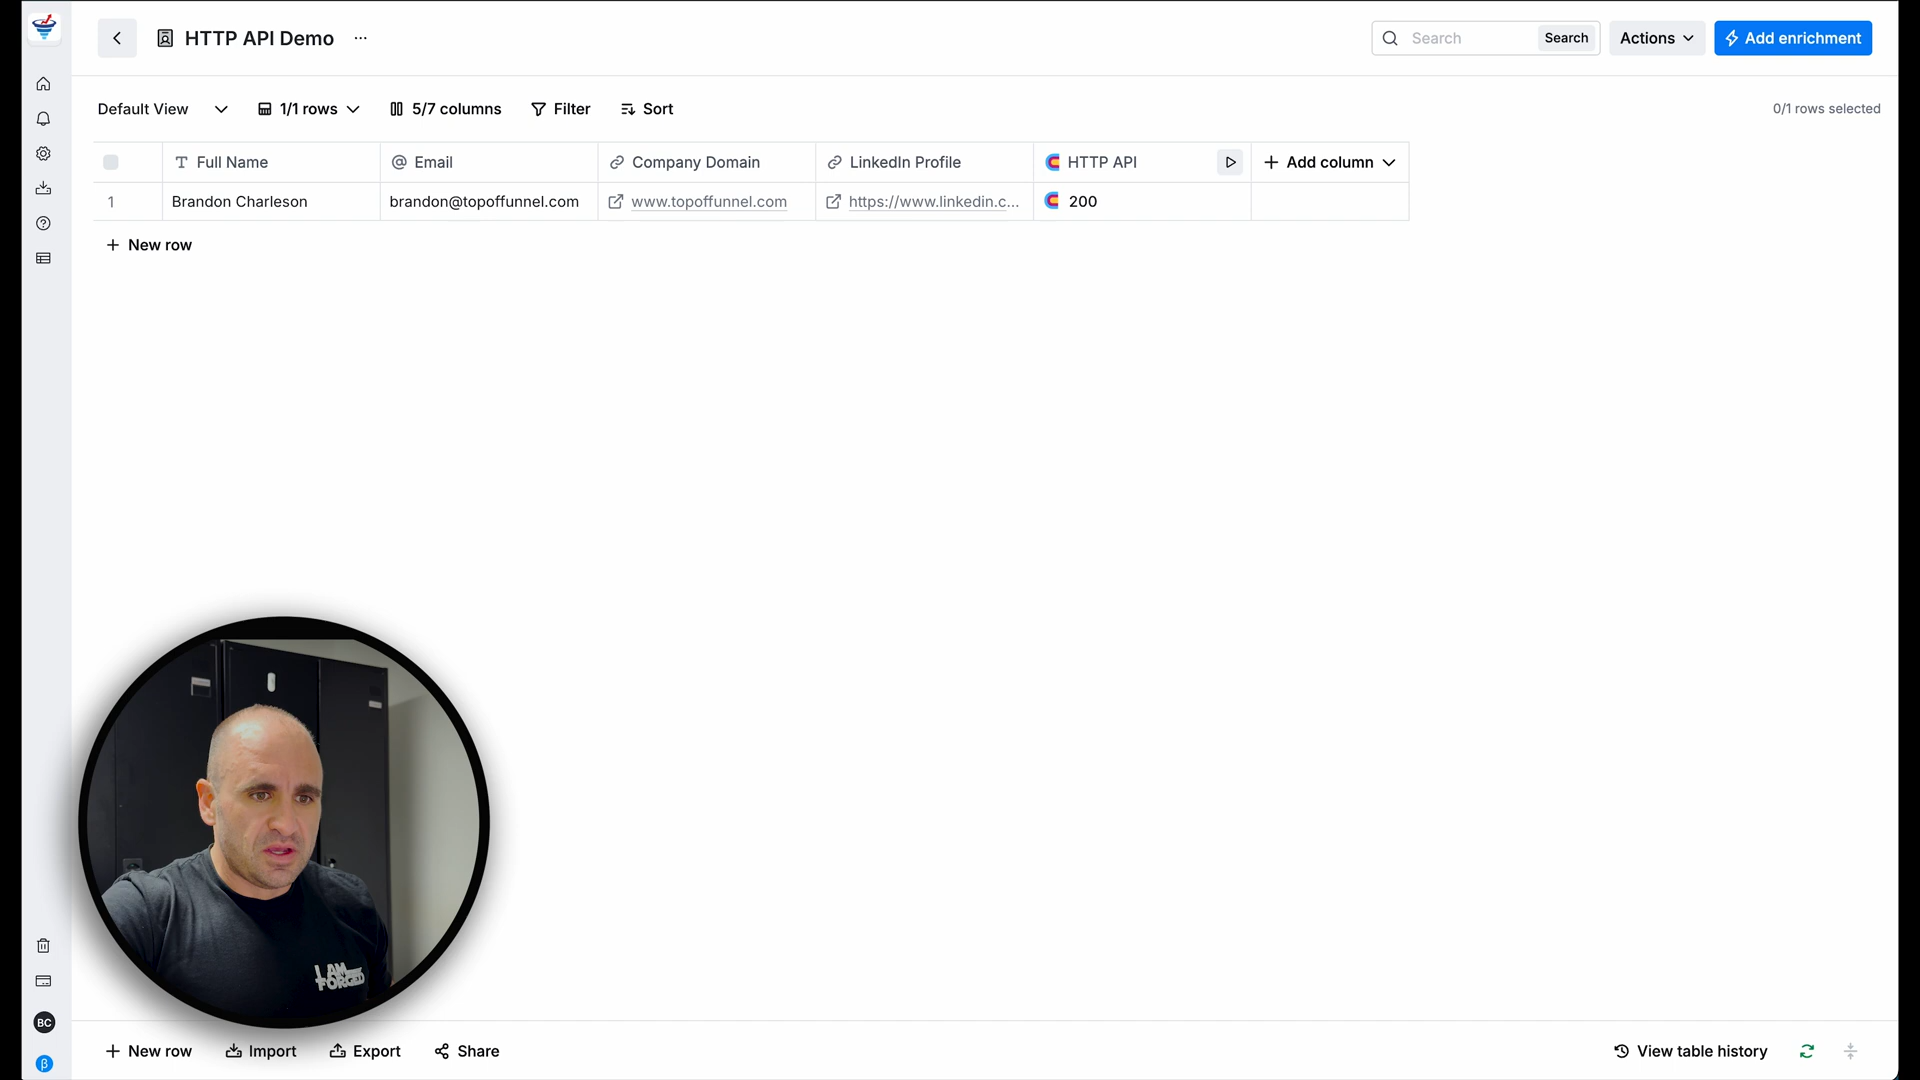 HTTP API Demo ...
Search Search Actions Add enrichment
Default View 1/1 rows 5/7 columns Filter Sort 0/1 rows selected
Full Name Email Company Domain LinkedIn Profile HTTP API + Add column
1 Brandon Charleson brandon@topoffunnel.com www.topoffunnel.com https://www.linkedin.c... 200
+ New row
I AM
FORGED
BC
β
+ New row Import Export Share View table history